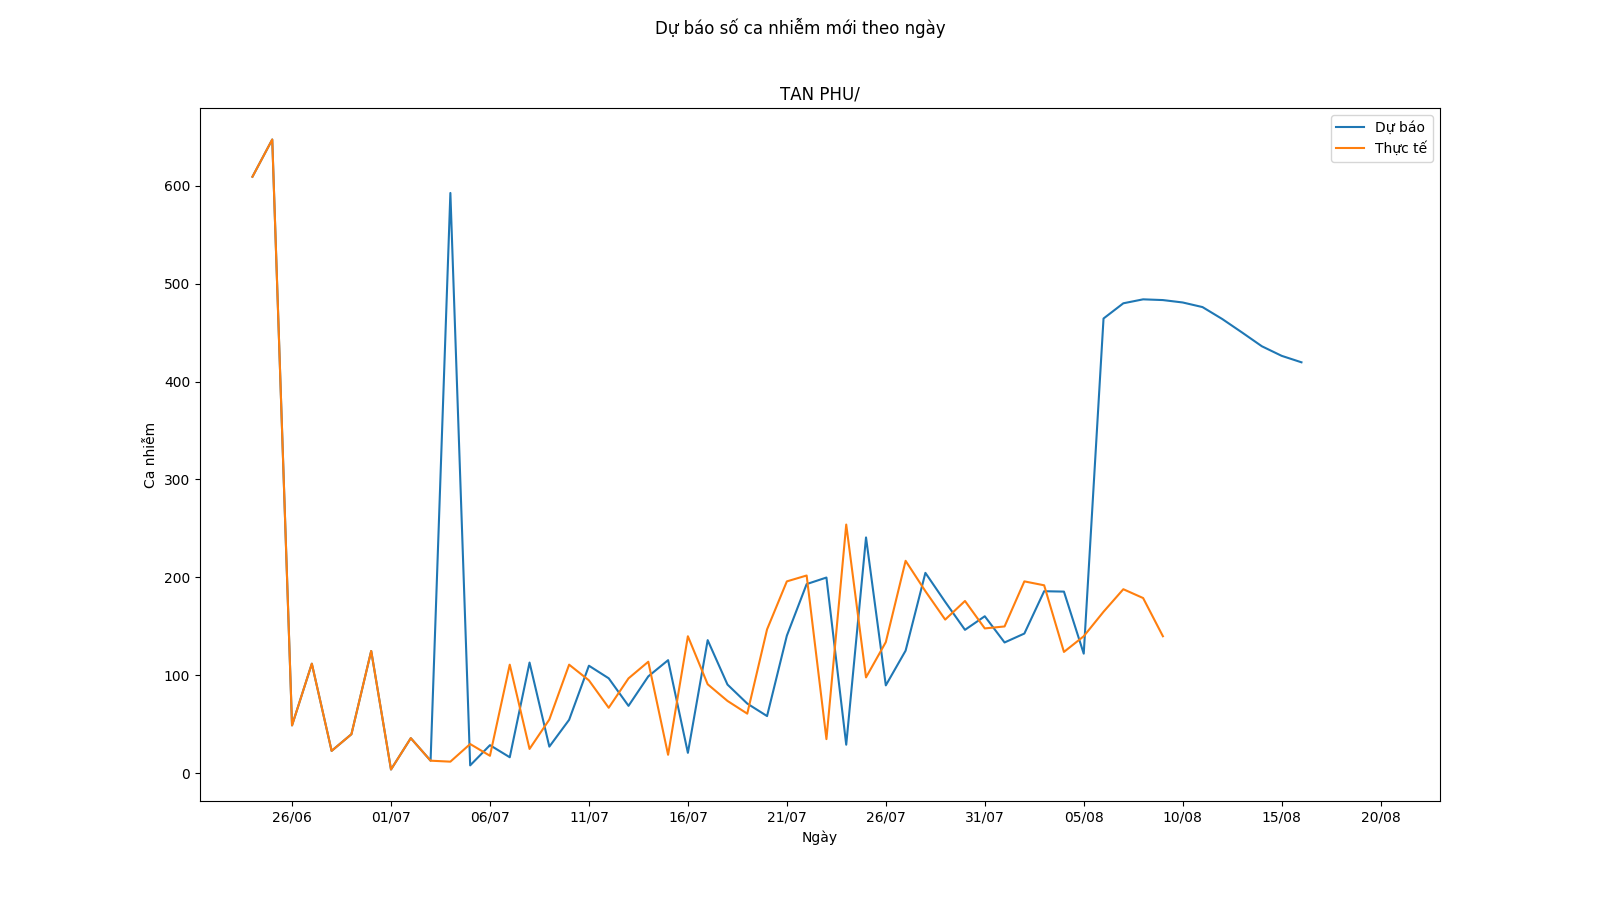 Dự báo số ca nhiễm mới theo ngày
TAN PHU/
Dự báo
Thực tế
600
500
400
300
200
100
0
Ca nhiễm
26/06 01/07 06/07 11/07 16/07 21/07 26/07 31/07 05/08 10/08 15/08 20/08
Ngày